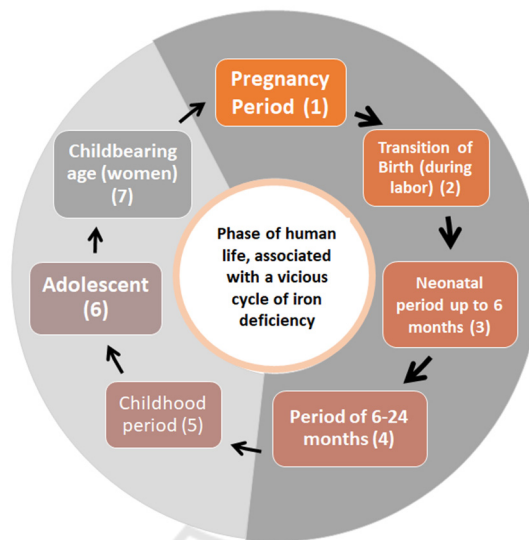 Pregnancy
Period (1)
Transition of
Birth (during
labor) (2)
Neonatal
period up to 6
months (3)
Period of 6-24
months (4)
Childhood
period (5)
Adolescent
(6)
Childbearing
age (women)
(7)
Phase of human
life, associated
with a vicious
cycle of iron
deficiency